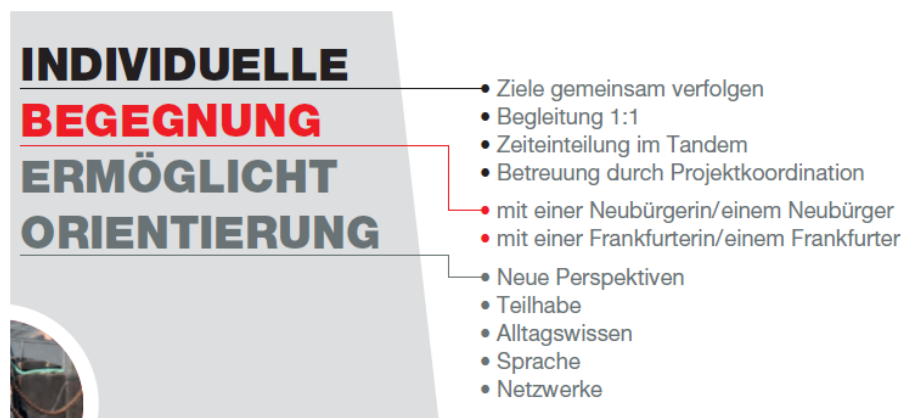 INDIVIDUELLE
BEGEGNUNG
ERMÖGLICHT
ORIENTIERUNG
• Ziele gemeinsam verfolgen
• Begleitung 1:1
• Zeiteinteilung im Tandem
• Betreuung durch Projektkoordination
• mit einer Neubürgerin/einem Neubürger
• mit einer Frankfurterin/einem Frankfurter
• Neue Perspektiven
• Teilhabe
• Alltagswissen
• Sprache
• Netzwerke